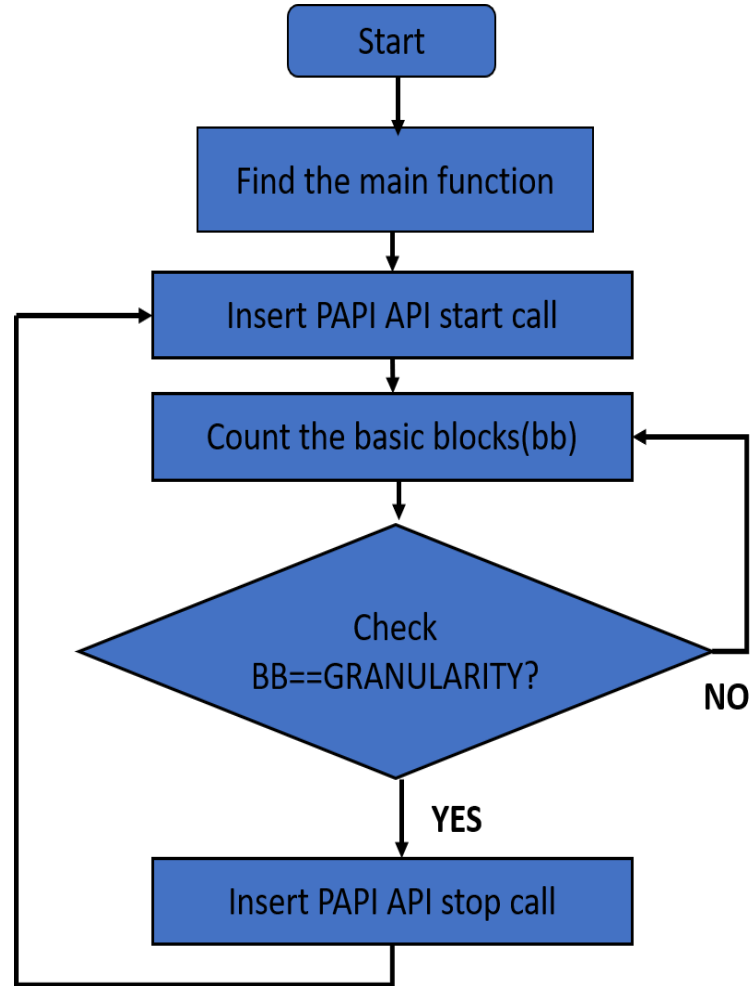 Start
Find the main function
Insert PAPI API start call
Count the basic blocks(bb)
Check
BB==GRANULARITY?
NO
YES
Insert PAPI API stop call